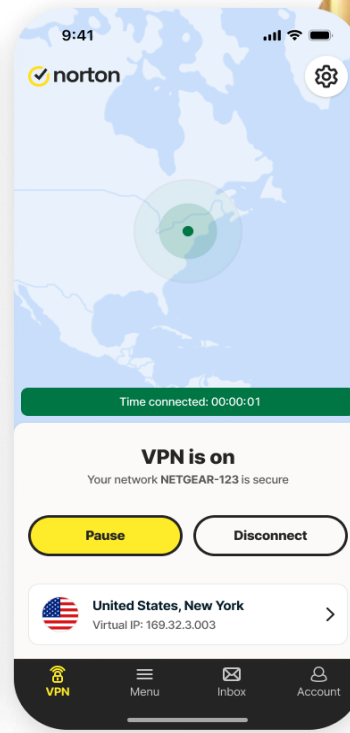 9:41
norton
Time connected: 00:00:01
VPN is on
Your network NETGEAR-123 is secure
Pause
Disconnect
United States, New York
Virtual IP: 169.32.3.003
VPN
Menu
Inbox
Account